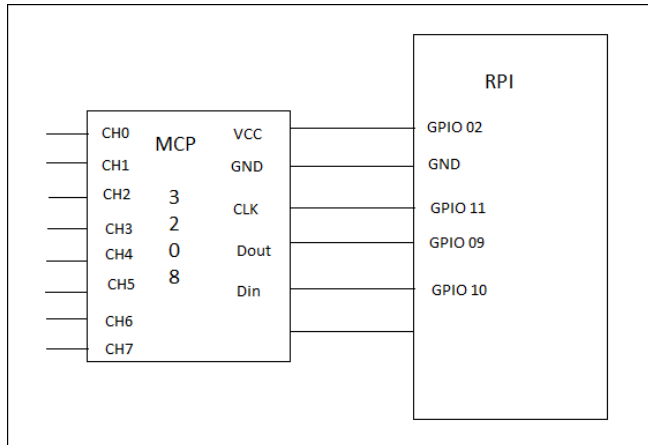 RPI
CH0
MCP
VCC
GPIO 02
CH1
GND
GND
CH2
3
CLK
GPIO 11
CH3
2
CH4
0
Dout
GPIO 09
CH5
8
Din
GPIO 10
CH6
CH7